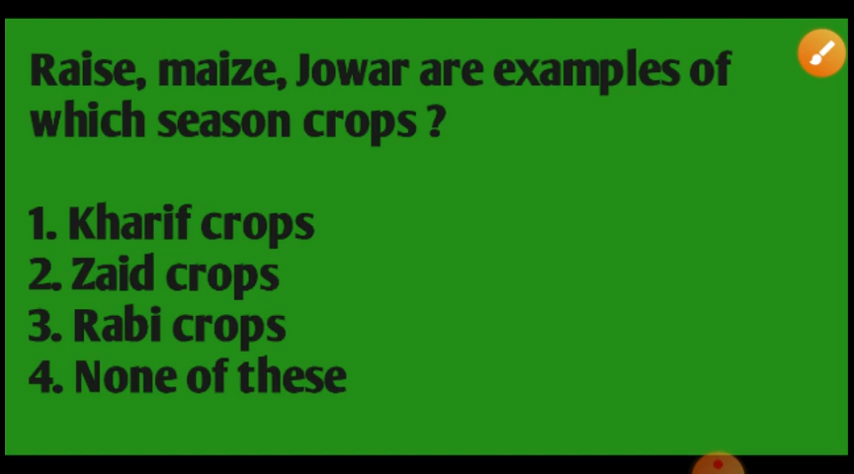 Raise, maize, Jowar are examples of
which season crops ?
1. Kharif crops
2. Zaid crops
3. Rabi crops
4. None of these